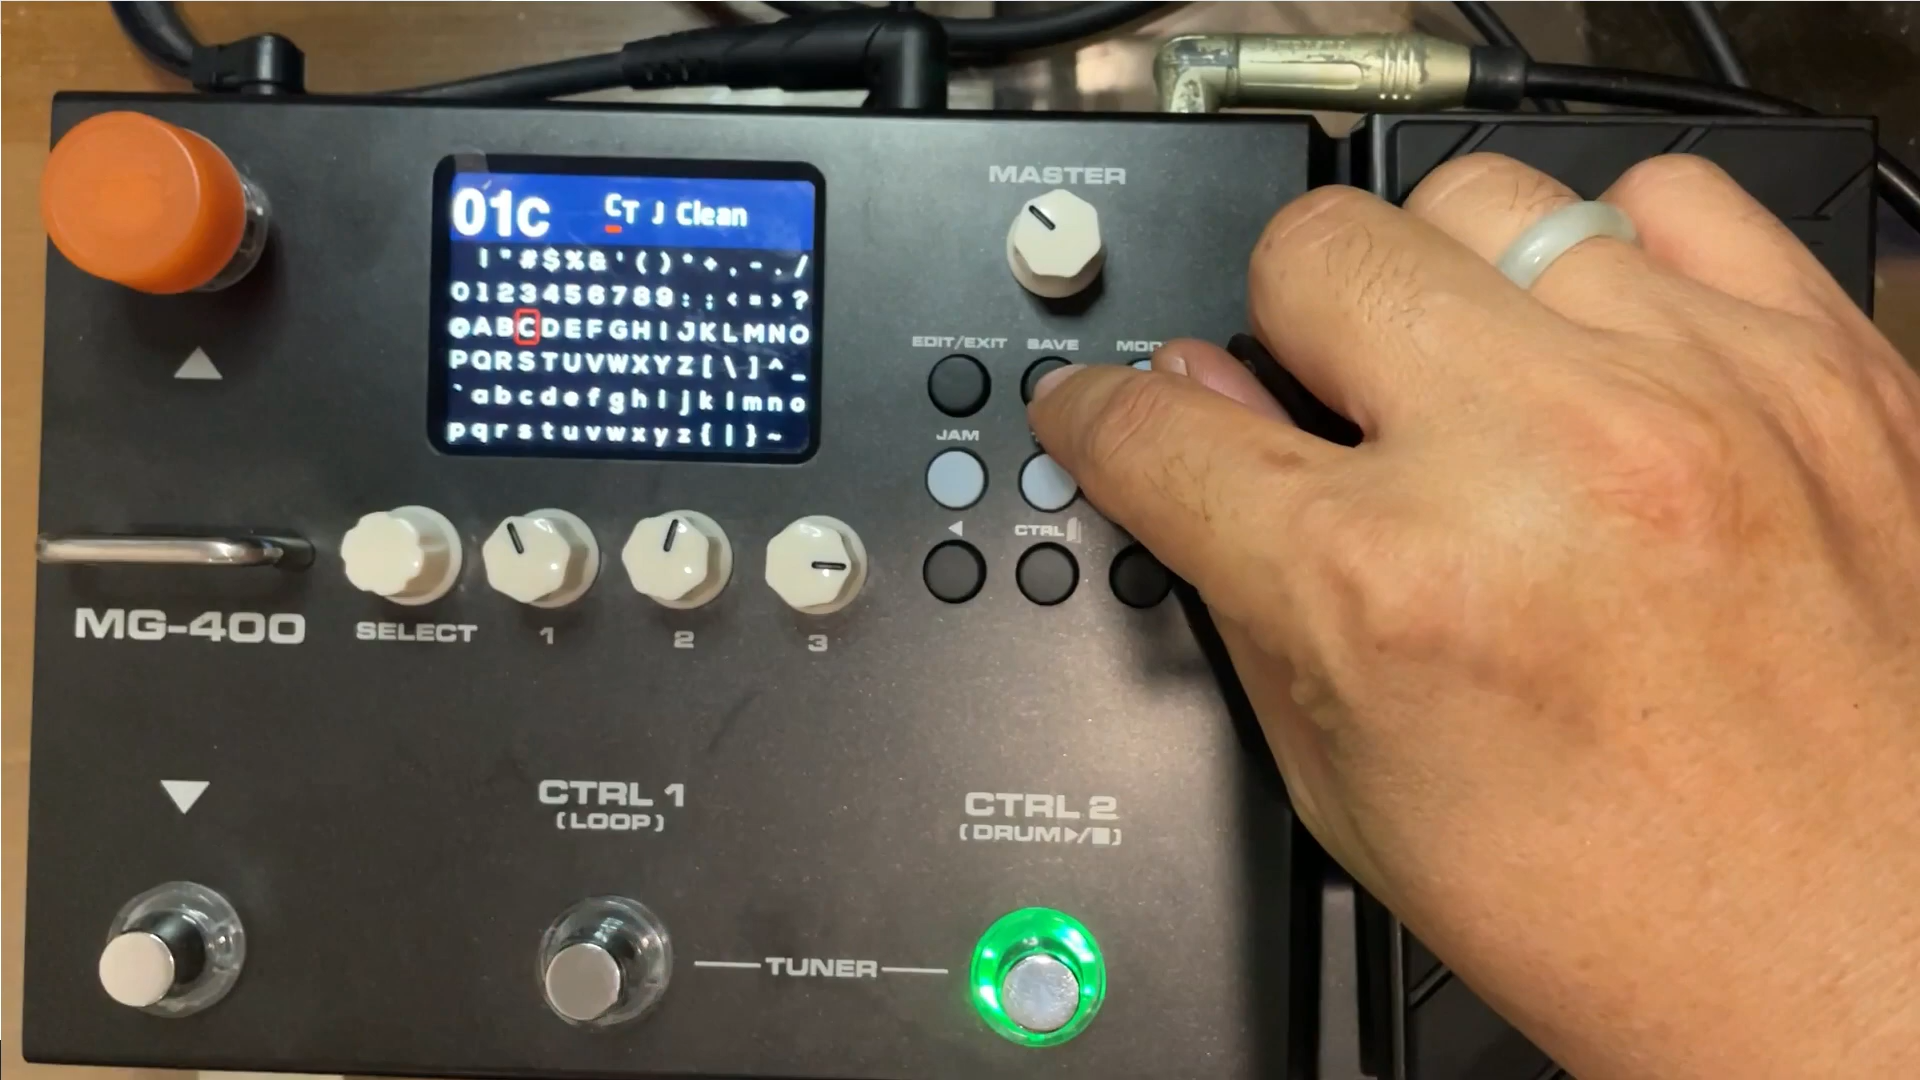 MASTER
01C CT J Clean
!"#$%&'()*+,-./
0123456789:;<=>?
@ABCDEFGHIJKLMNO
PQRSTUVWXYZ[\]^_
`abcdefghijklmno
pqrstuvwxyz{|}~
EDIT/EXIT SAVE
JAM
◀ CTRL
MG-400
SELECT 1 2 3
CTRL 1
(LOOP)
CTRL 2
(DRUM▶/■)
TUNER